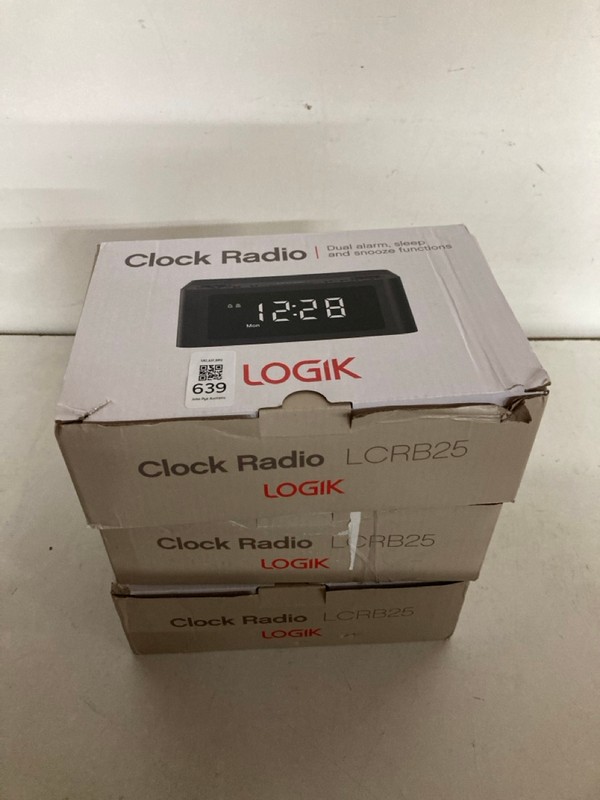 Clock Radio
Dual alarm, sleep
and snooze functions
12:28
Mon
639
LOGIK
Clock Radio LCRB25
LOGIK
Clock Radio LCRB25
LOGIK
Clock Radio LCRB25
LOGIK